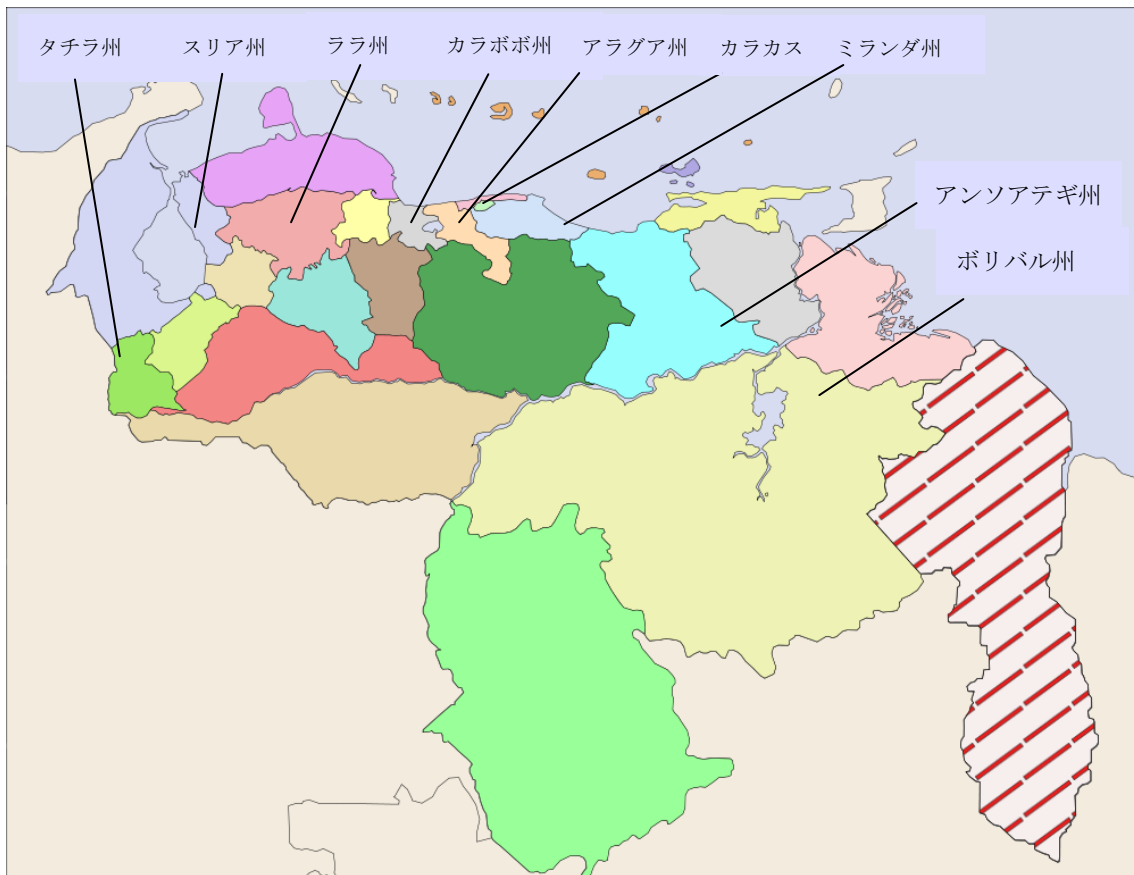 タチラ州
スリア州
ララ州
カラボボ州
アラグア州
カラカス
ミランダ州
アンソアテギ州
ボリバル州